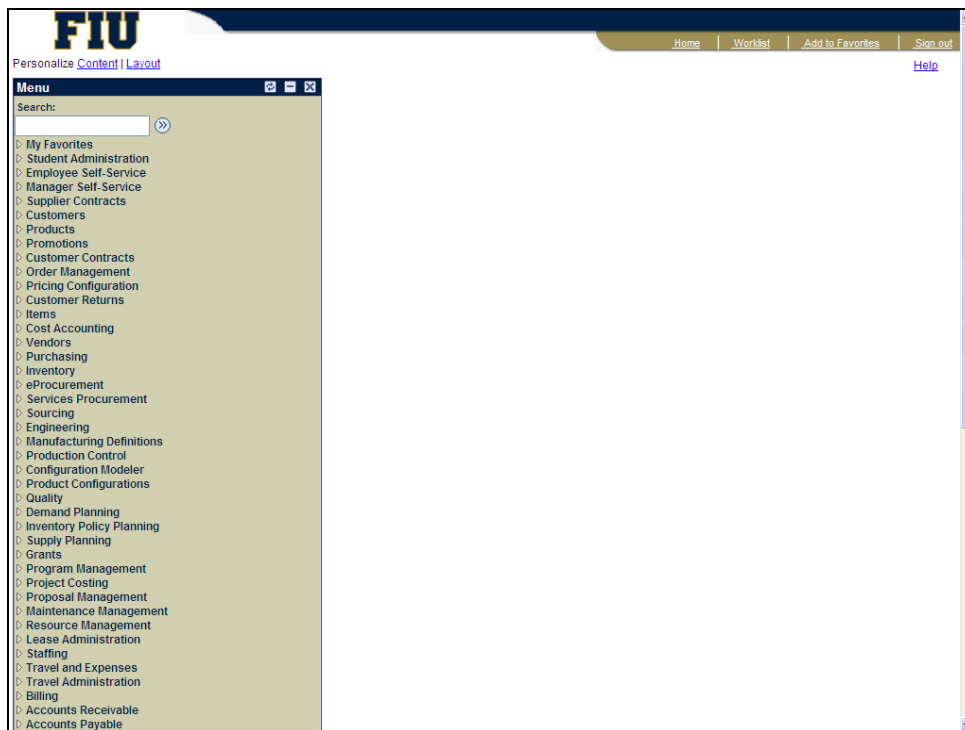 FIU
Home Worklist Add to Favorites Sign out
Personalize Content | Layout
Help
Menu
Search:
My Favorites
Student Administration
Employee Self-Service
Manager Self-Service
Supplier Contracts
Customers
Products
Promotions
Customer Contracts
Order Management
Pricing Configuration
Customer Returns
Items
Cost Accounting
Vendors
Purchasing
Inventory
eProcurement
Services Procurement
Sourcing
Engineering
Manufacturing Definitions
Production Control
Configuration Modeler
Product Configurations
Quality
Demand Planning
Inventory Policy Planning
Supply Planning
Grants
Program Management
Project Costing
Proposal Management
Maintenance Management
Resource Management
Lease Administration
Staffing
Travel and Expenses
Travel Administration
Billing
Accounts Receivable
Accounts Payable